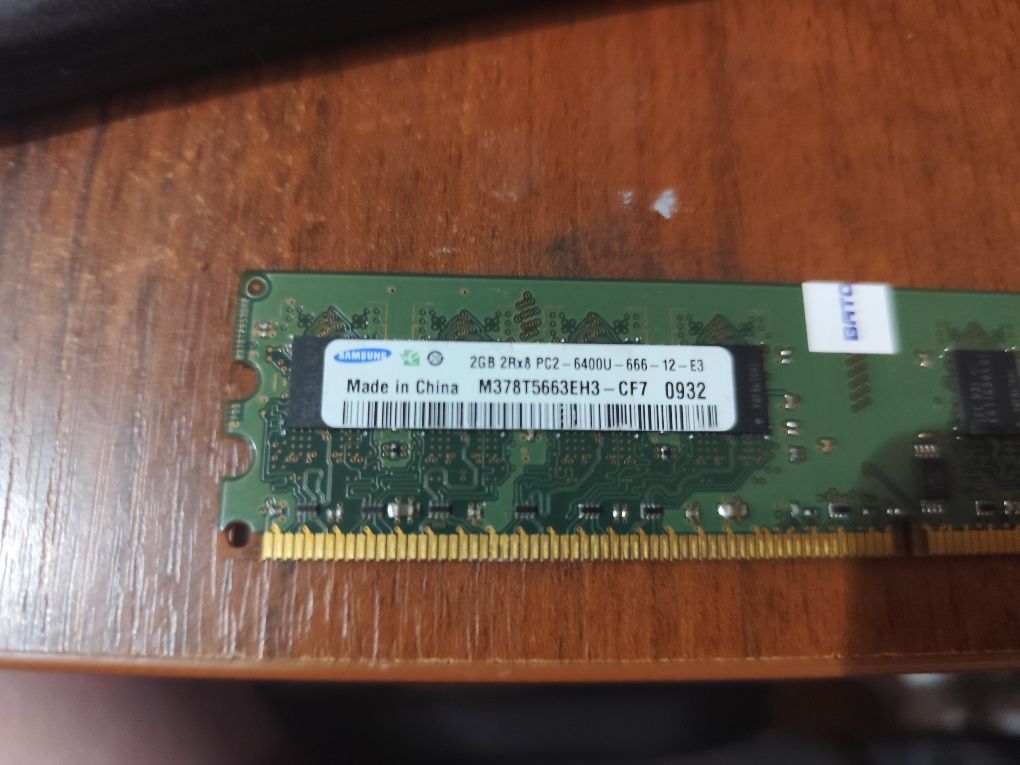 SAMSUNG 2GB 2Rx8 PC2-6400U-666-12-E3
Made in China M378T5663EH3-CF7 0932